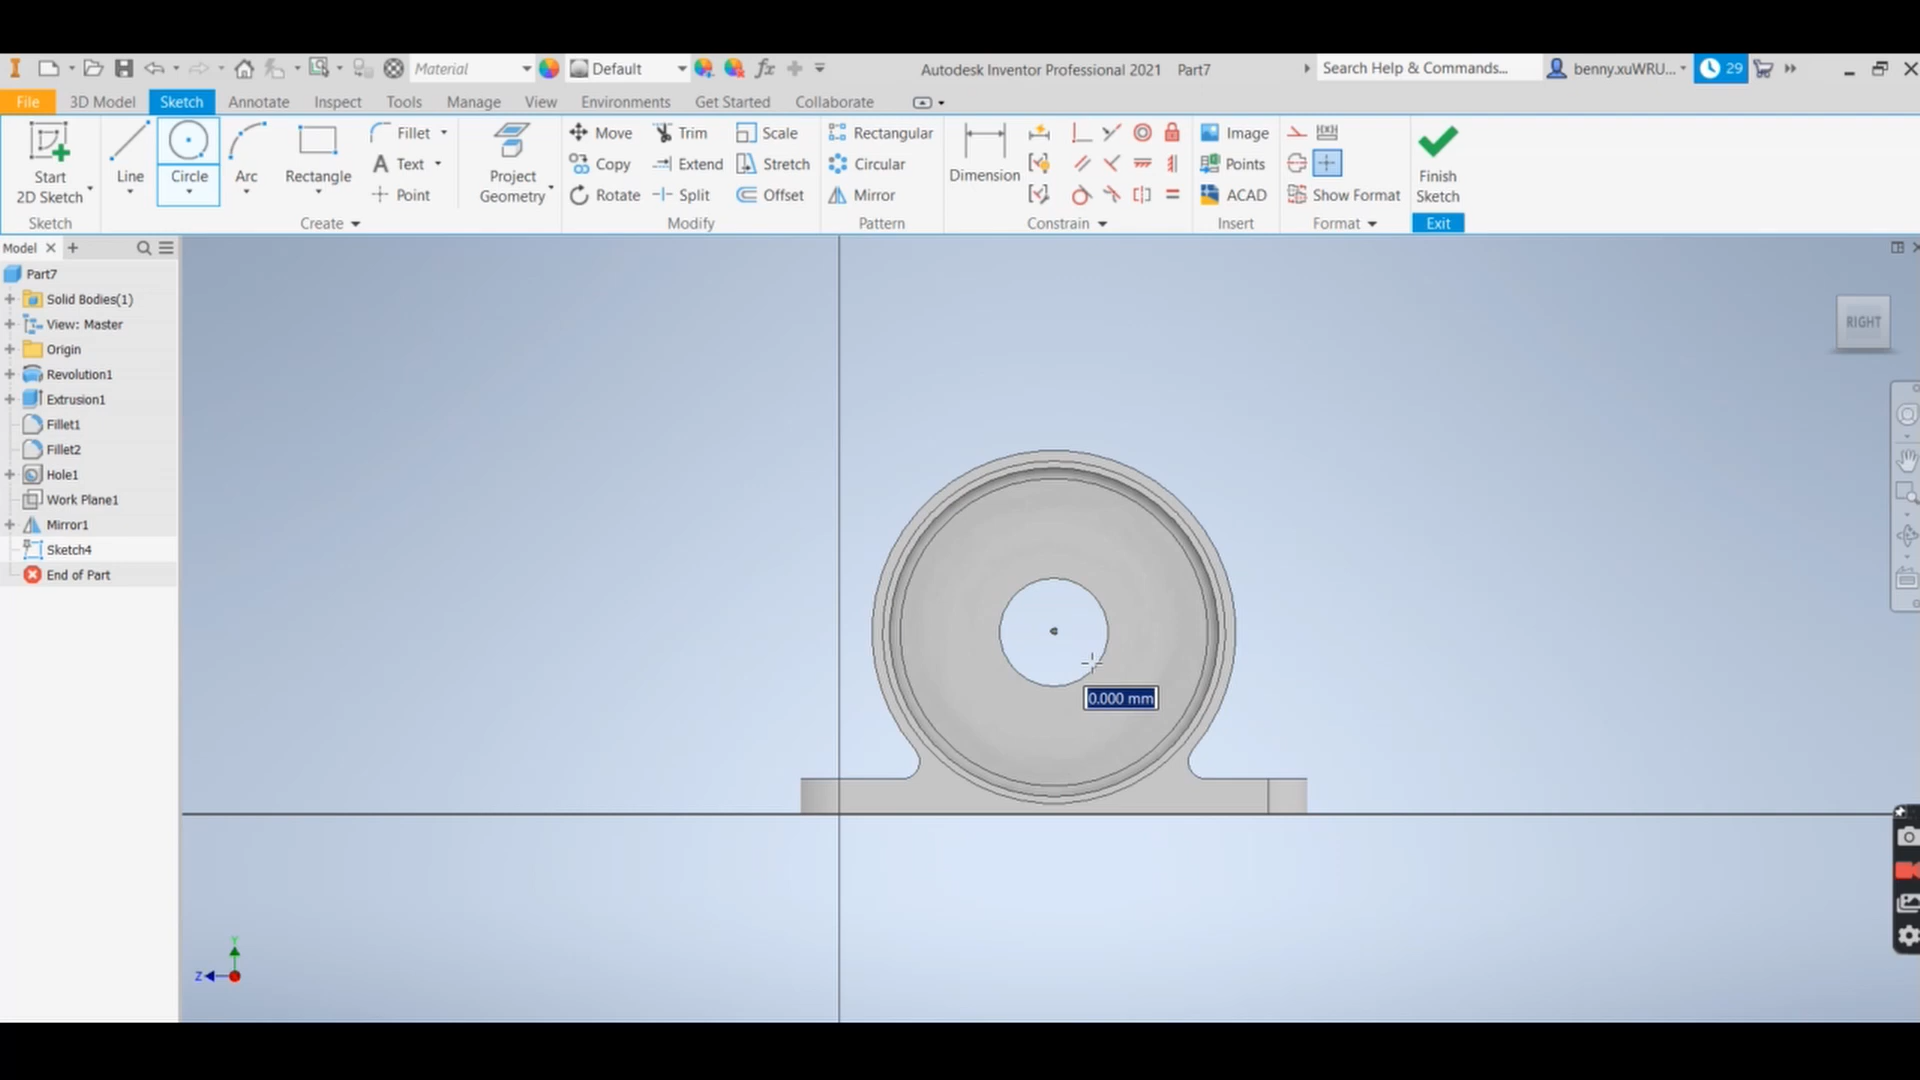 Material
Default
fx
Autodesk Inventor Professional 2021 Part7
Search Help & Commands...
benny.xuWRU...
29
File
3D Model
Sketch
Annotate
Inspect
Tools
Manage
View
Environments
Get Started
Collaborate
Start
2D Sketch
Line
Circle
Arc
Rectangle
Fillet
A Text
Point
Project
Geometry
Move
Copy
Rotate
Trim
Extend
Split
Scale
Stretch
Offset
Rectangular
Circular
Mirror
Dimension
Image
Points
ACAD
Show Format
Finish
Sketch
Sketch
Create
Modify
Pattern
Constrain
Insert
Format
Exit
Model
Part7
Solid Bodies(1)
View: Master
Origin
Revolution1
Extrusion1
Fillet1
Fillet2
Hole1
Work Plane1
Mirror1
Sketch4
End of Part
RIGHT
0.000 mm
Y
Z